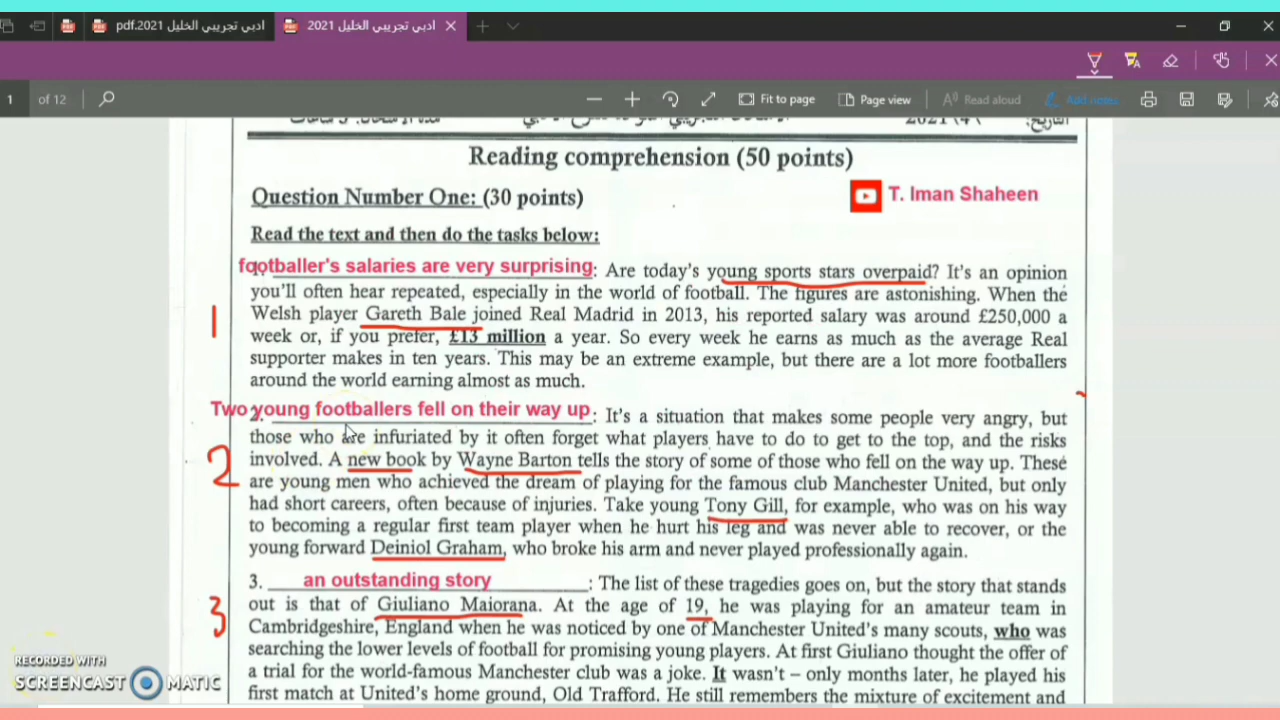 ادبي تجريبي الخليل 2021.pdf
ادبي تجريبي الخليل 2021
1 of 12
Fit to page
Page view
Read aloud
Add notes
Reading comprehension (50 points)
Question Number One: (30 points)
T. Iman Shaheen
Read the text and then do the tasks below:
footballer's salaries are very surprising: Are today's young sports stars overpaid? It's an opinion
you'll often hear repeated, especially in the world of football. The figures are astonishing. When the
Welsh player Gareth Bale joined Real Madrid in 2013, his reported salary was around £250,000 a
week or, if you prefer, £13 million a year. So every week he earns as much as the average Real
supporter makes in ten years. This may be an extreme example, but there are a lot more footballers
around the world earning almost as much.
1
Two young footballers fell on their way up: It's a situation that makes some people very angry, but
those who are infuriated by it often forget what players have to do to get to the top, and the risks
involved. A new book by Wayne Barton tells the story of some of those who fell on the way up. These
are young men who achieved the dream of playing for the famous club Manchester United, but only
had short careers, often because of injuries. Take young Tony Gill, for example, who was on his way
to becoming a regular first team player when he hurt his leg and was never able to recover, or the
young forward Deiniol Graham, who broke his arm and never played professionally again.
2
3. an outstanding story : The list of these tragedies goes on, but the story that stands
out is that of Giuliano Maiorana. At the age of 19, he was playing for an amateur team in
Cambridgeshire, England when he was noticed by one of Manchester United's many scouts, who was
searching the lower levels of football for promising young players. At first Giuliano thought the offer of
a trial for the world-famous Manchester club was a joke. It wasn't – only months later, he played his
first match at United's home ground, Old Trafford. He still remembers the mixture of excitement and
3
RECORDED WITH
SCREENCAST MATIC